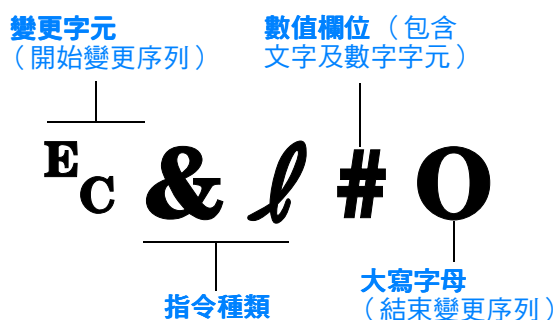 變更字元
（開始變更序列）
數值欄位（包含
文字及數字字元）
EC & ℓ # O
指令種類
大寫字母
（結束變更序列）